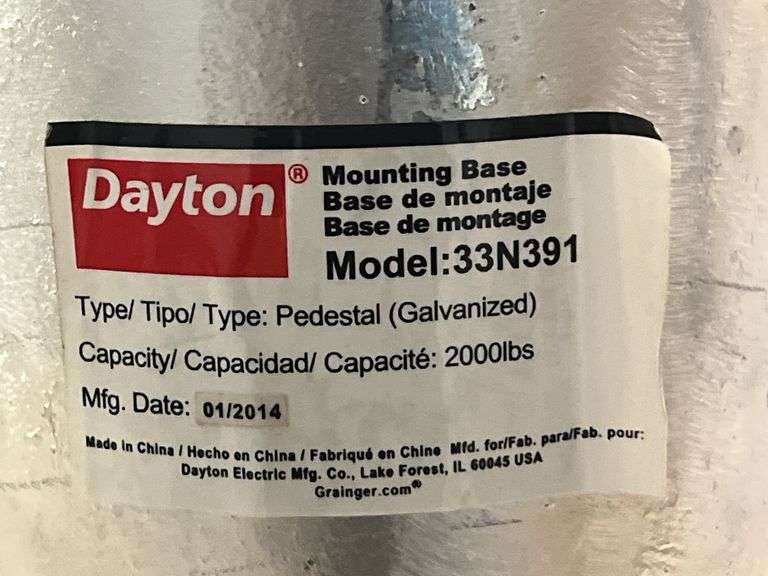 Dayton®
Mounting Base
Base de montaje
Base de montage
Model:33N391
Type/ Tipo/ Type: Pedestal (Galvanized)
Capacity/ Capacidad/ Capacité: 2000lbs
Mfg. Date: 01/2014
Made in China / Hecho en China / Fabriqué en Chine Mfd. for/Fab. para/Fab. pour:
Dayton Electric Mfg. Co., Lake Forest, IL 60045 USA
Grainger.com®